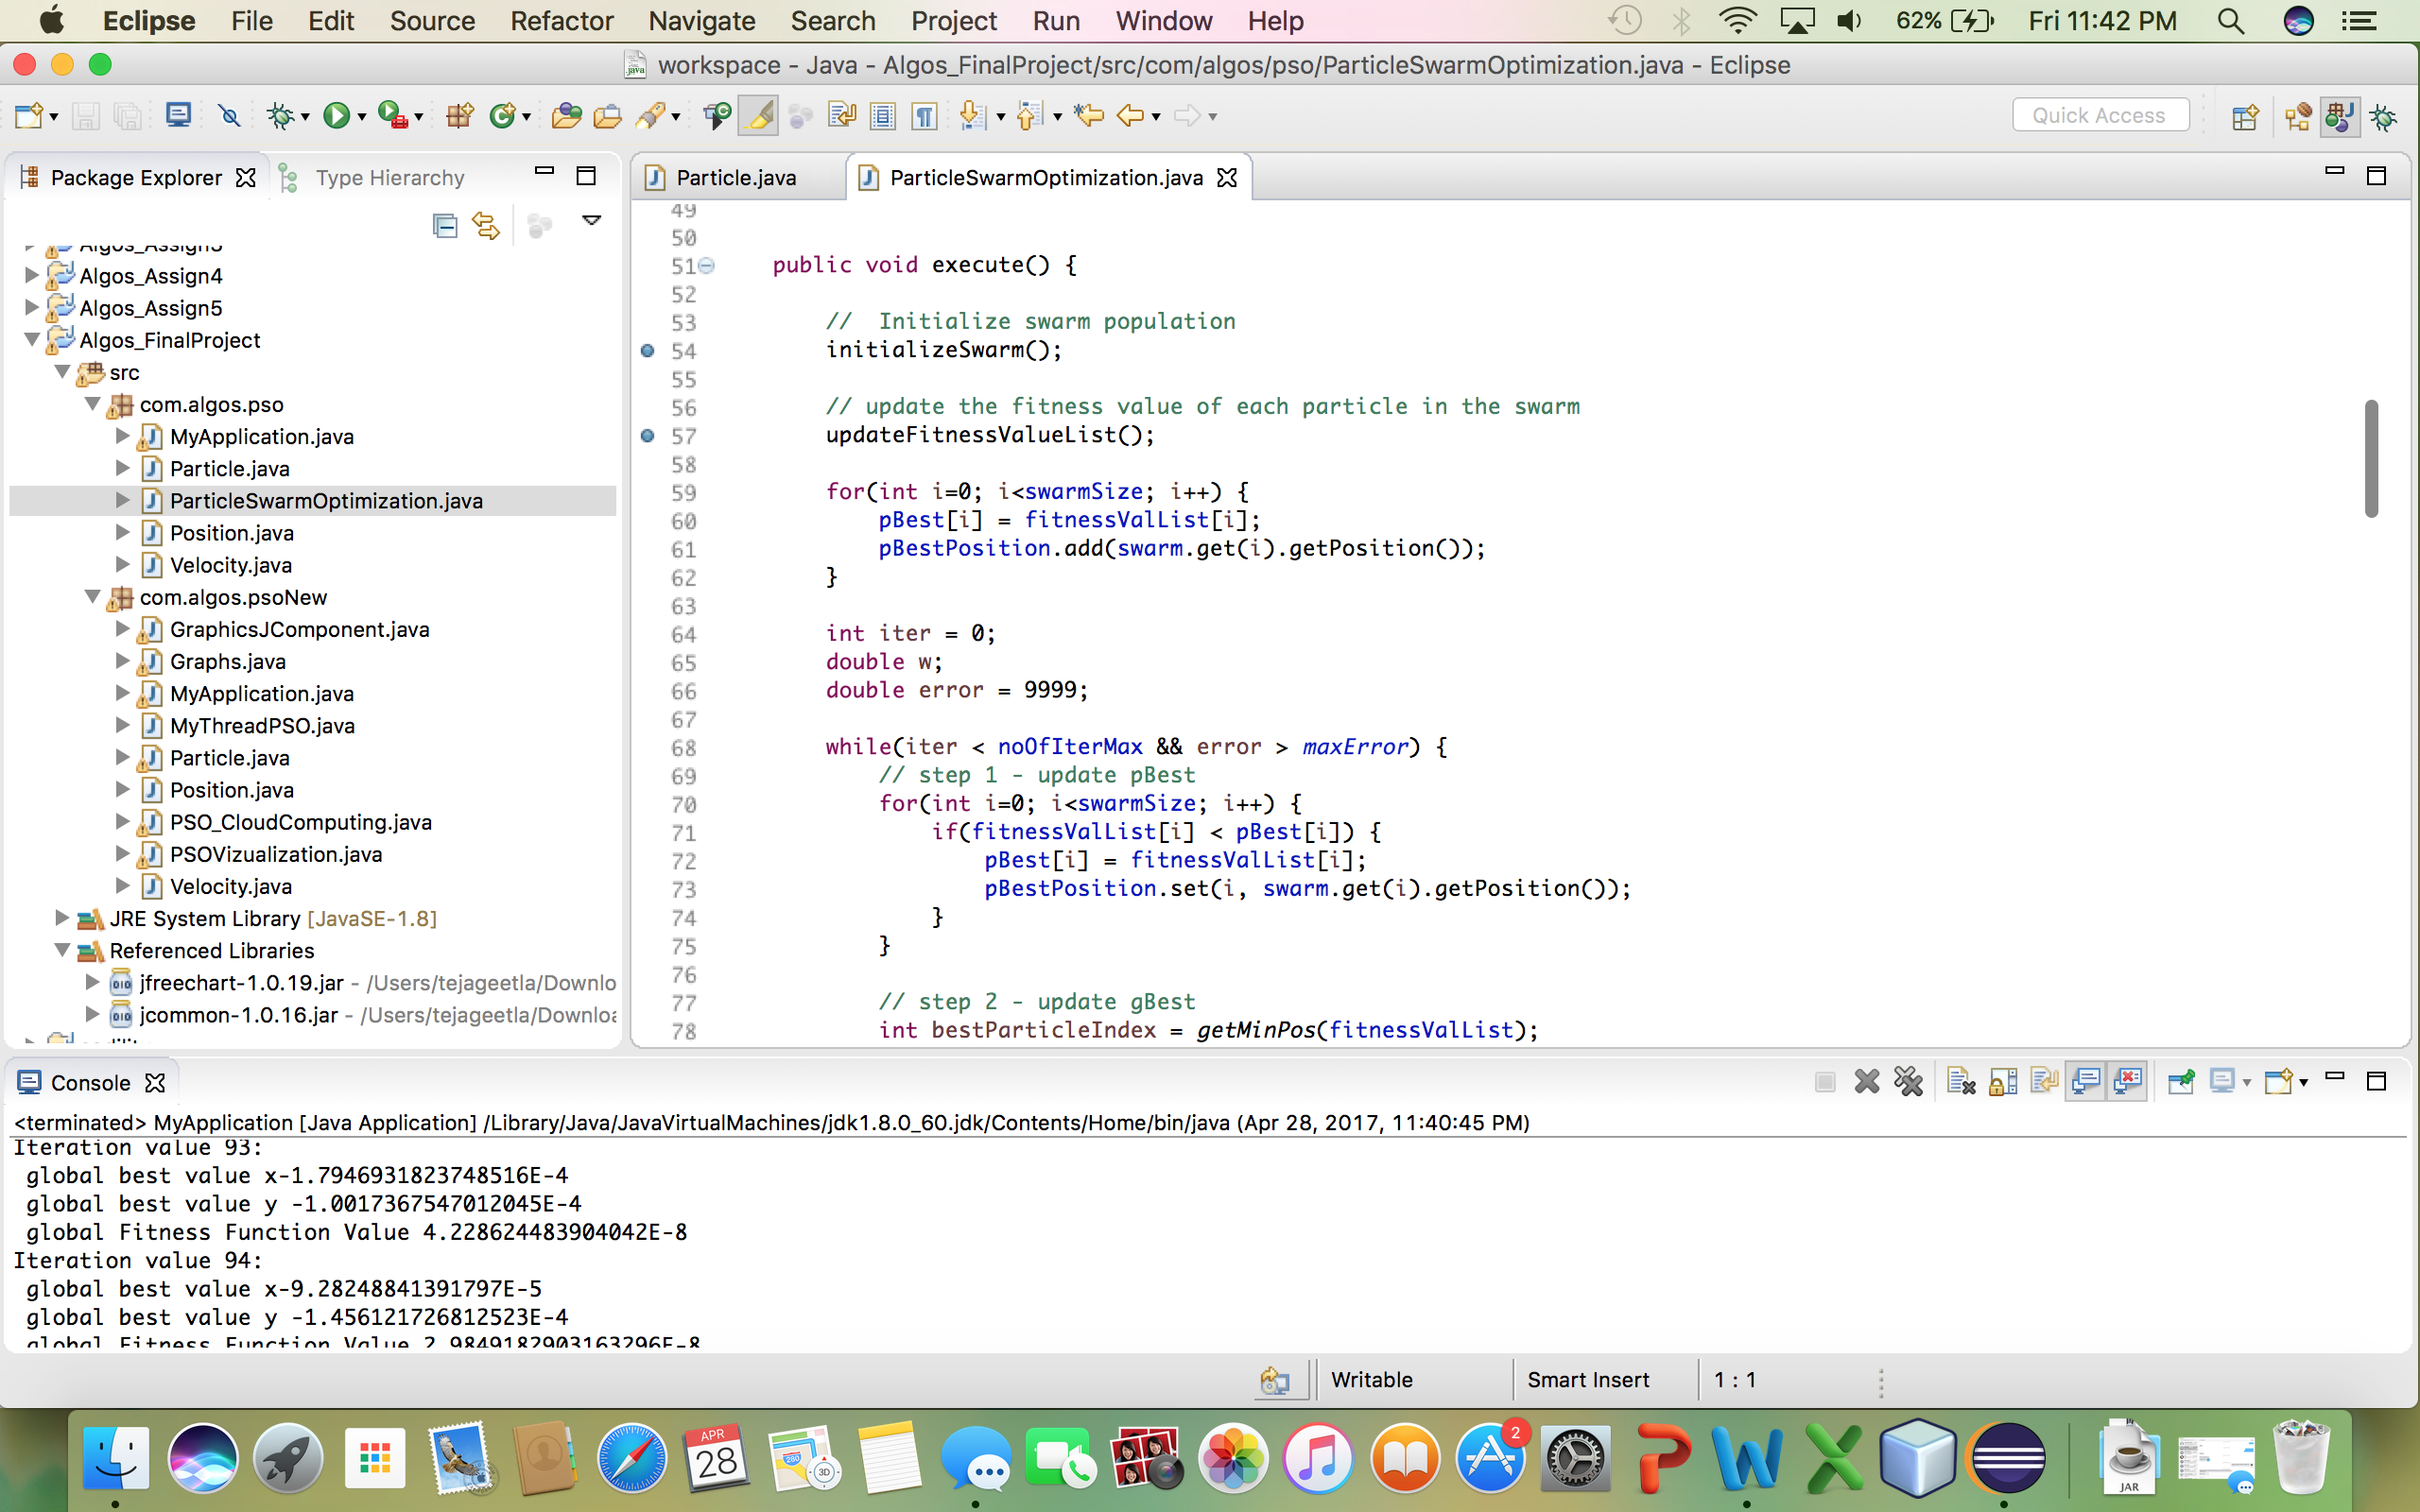 Eclipse File Edit Source Refactor Navigate Search Project Run Window Help 62% Fri 11:42 PM
workspace - Java - Algos_FinalProject/src/com/algos/pso/ParticleSwarmOptimization.java - Eclipse
Quick Access
Package Explorer Type Hierarchy
Algos_Assign3
Algos_Assign4
Algos_Assign5
Algos_FinalProject
src
com.algos.pso
MyApplication.java
Particle.java
ParticleSwarmOptimization.java
Position.java
Velocity.java
com.algos.psoNew
GraphicsJComponent.java
Graphs.java
MyApplication.java
MyThreadPSO.java
Particle.java
Position.java
PSO_CloudComputing.java
PSOVizualization.java
Velocity.java
JRE System Library [JavaSE-1.8]
Referenced Libraries
jfreechart-1.0.19.jar - /Users/tejageetla/Downlo
jcommon-1.0.16.jar - /Users/tejageetla/Downloa
Particle.java ParticleSwarmOptimization.java
49
50
51 public void execute() {
52
53 // Initialize swarm population
54 initializeSwarm();
55
56 // update the fitness value of each particle in the swarm
57 updateFitnessValueList();
58
59 for(int i=0; i<swarmSize; i++) {
60 pBest[i] = fitnessValList[i];
61 pBestPosition.add(swarm.get(i).getPosition());
62 }
63
64 int iter = 0;
65 double w;
66 double error = 9999;
67
68 while(iter < noOfIterMax && error > maxError) {
69 // step 1 - update pBest
70 for(int i=0; i<swarmSize; i++) {
71 if(fitnessValList[i] < pBest[i]) {
72 pBest[i] = fitnessValList[i];
73 pBestPosition.set(i, swarm.get(i).getPosition());
74 }
75 }
76
77 // step 2 - update gBest
78 int bestParticleIndex = getMinPos(fitnessValList);
Console
<terminated> MyApplication [Java Application] /Library/Java/JavaVirtualMachines/jdk1.8.0_60.jdk/Contents/Home/bin/java (Apr 28, 2017, 11:40:45 PM)
Iteration value 93:
global best value x-1.7946931823748516E-4
global best value y -1.0017367547012045E-4
global Fitness Function Value 4.228624483904042E-8
Iteration value 94:
global best value x-9.28248841391797E-5
global best value y -1.456121726812523E-4
global Fitness Function Value 2.9849182903163296E-8
Writable Smart Insert 1 : 1
APR
28
280
3D
2
JAR